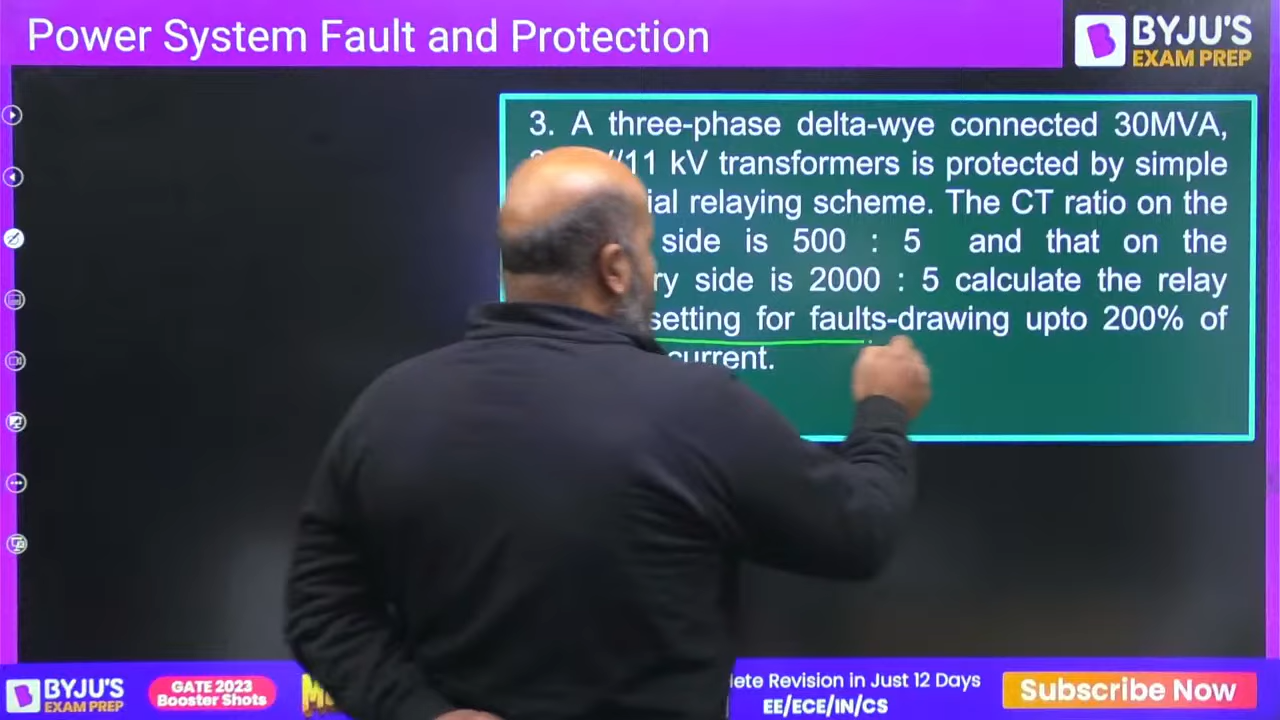 Power System Fault and Protection
BYJU'S
EXAM PREP
3. A three-phase delta-wye connected 30MVA,
/11 kV transformers is protected by simple
relaying scheme. The CT ratio on the
side is 500 : 5 and that on the
side is 2000 : 5 calculate the relay
setting for faults-drawing upto 200% of
current.
BYJU'S
EXAM PREP
GATE 2023
Booster Shots
Revision in Just 12 Days
EE/ECE/IN/CS
Subscribe Now